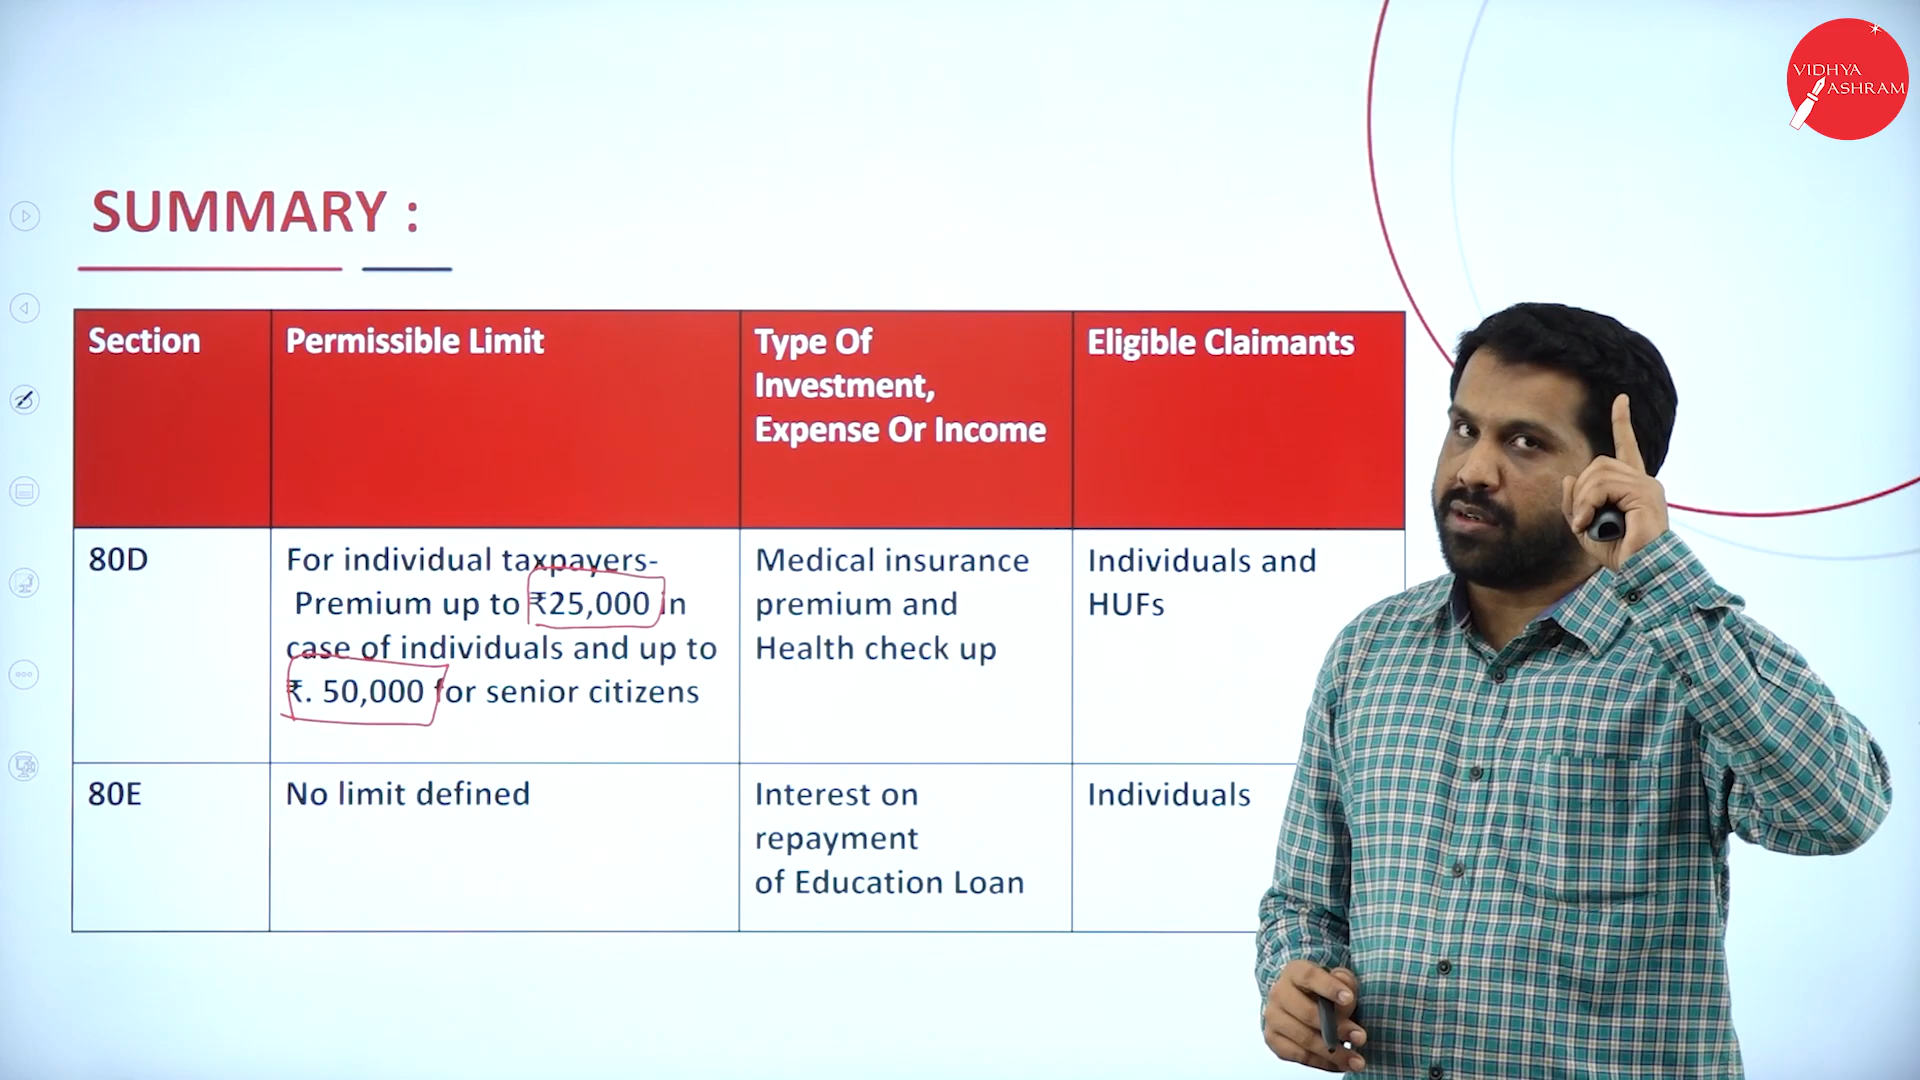 VIDHYA
ASHRAM
SUMMARY :
Section
Permissible Limit
Type Of
Investment,
Expense Or Income
Eligible Claimants
80D
For individual taxpayers-
Premium up to ₹25,000 in
case of individuals and up to
₹. 50,000 for senior citizens
Medical insurance
premium and
Health check up
Individuals and
HUFs
80E
No limit defined
Interest on
repayment
of Education Loan
Individuals